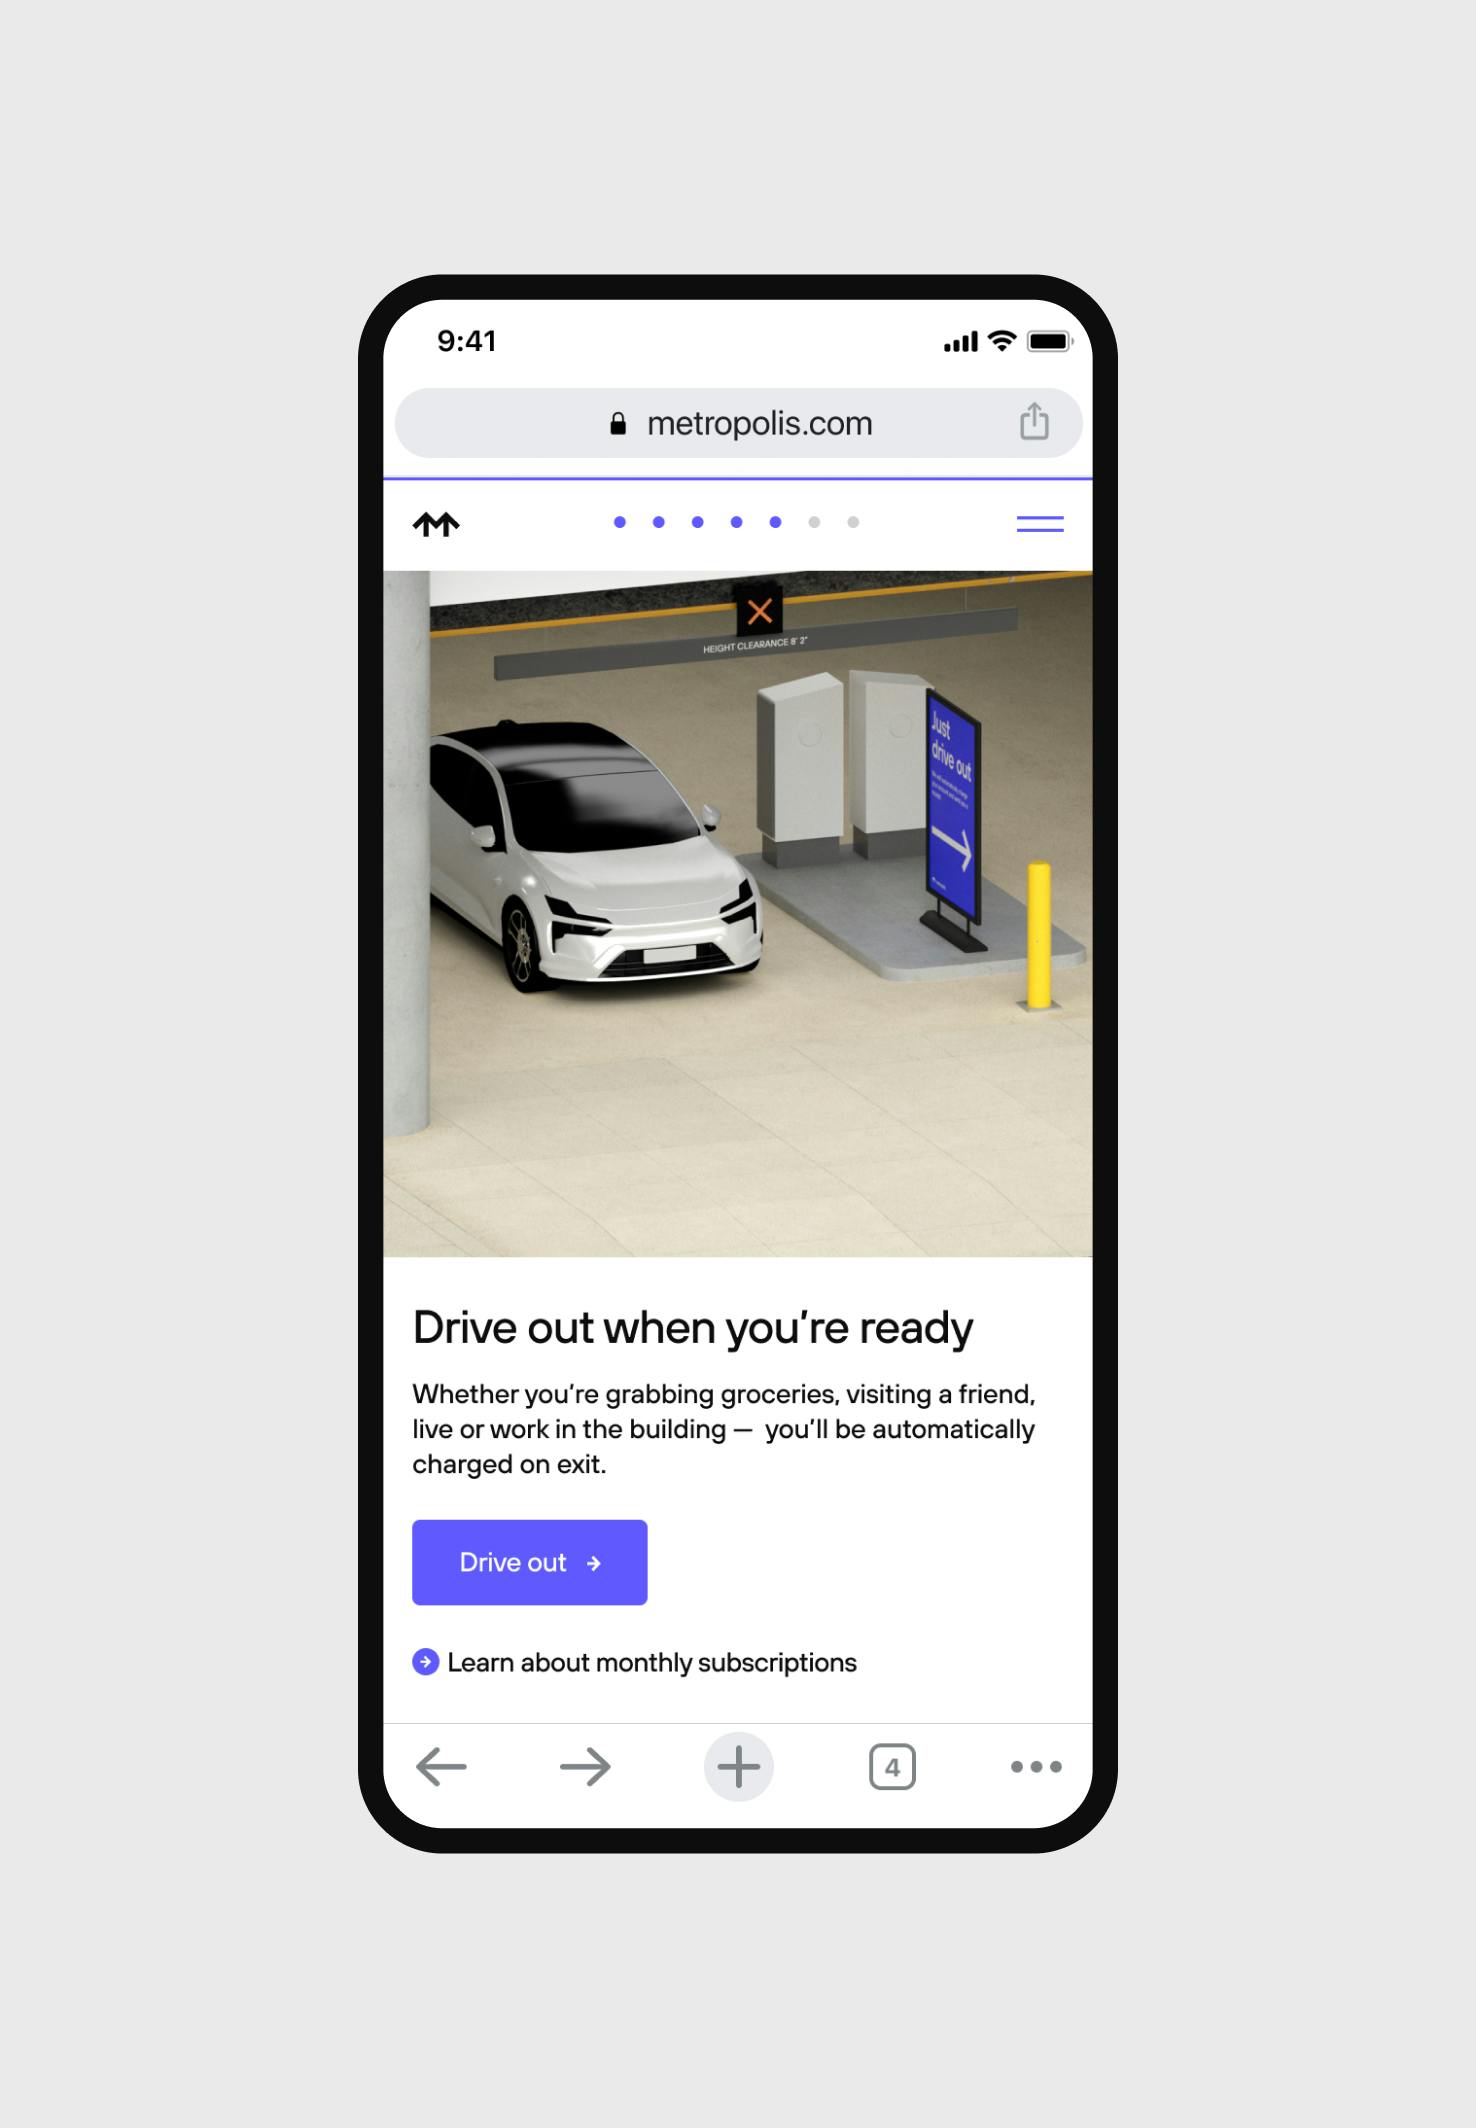 9:41
metropolis.com
HEIGHT CLEARANCE 8' 2"
Just
drive out
Drive out when you’re ready
Whether you’re grabbing groceries, visiting a friend,
live or work in the building —  you’ll be automatically
charged on exit.
Drive out
Learn about monthly subscriptions
4